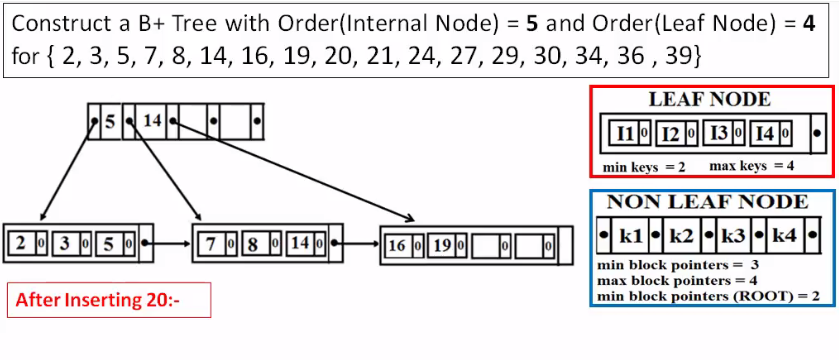 Construct a B+ Tree with Order(Internal Node) = 5 and Order(Leaf Node) = 4
for { 2, 3, 5, 7, 8, 14, 16, 19, 20, 21, 24, 27, 29, 30, 34, 36 , 39}
LEAF NODE
I1 0 I2 0 I3 0 I4 0
min keys = 2 max keys = 4
5 14
NON LEAF NODE
k1 k2 k3 k4
min block pointers = 3
max block pointers = 4
min block pointers (ROOT) = 2
2 0 3 0 5 0
7 0 8 0 14 0
16 0 19 0 0 0
After Inserting 20:-